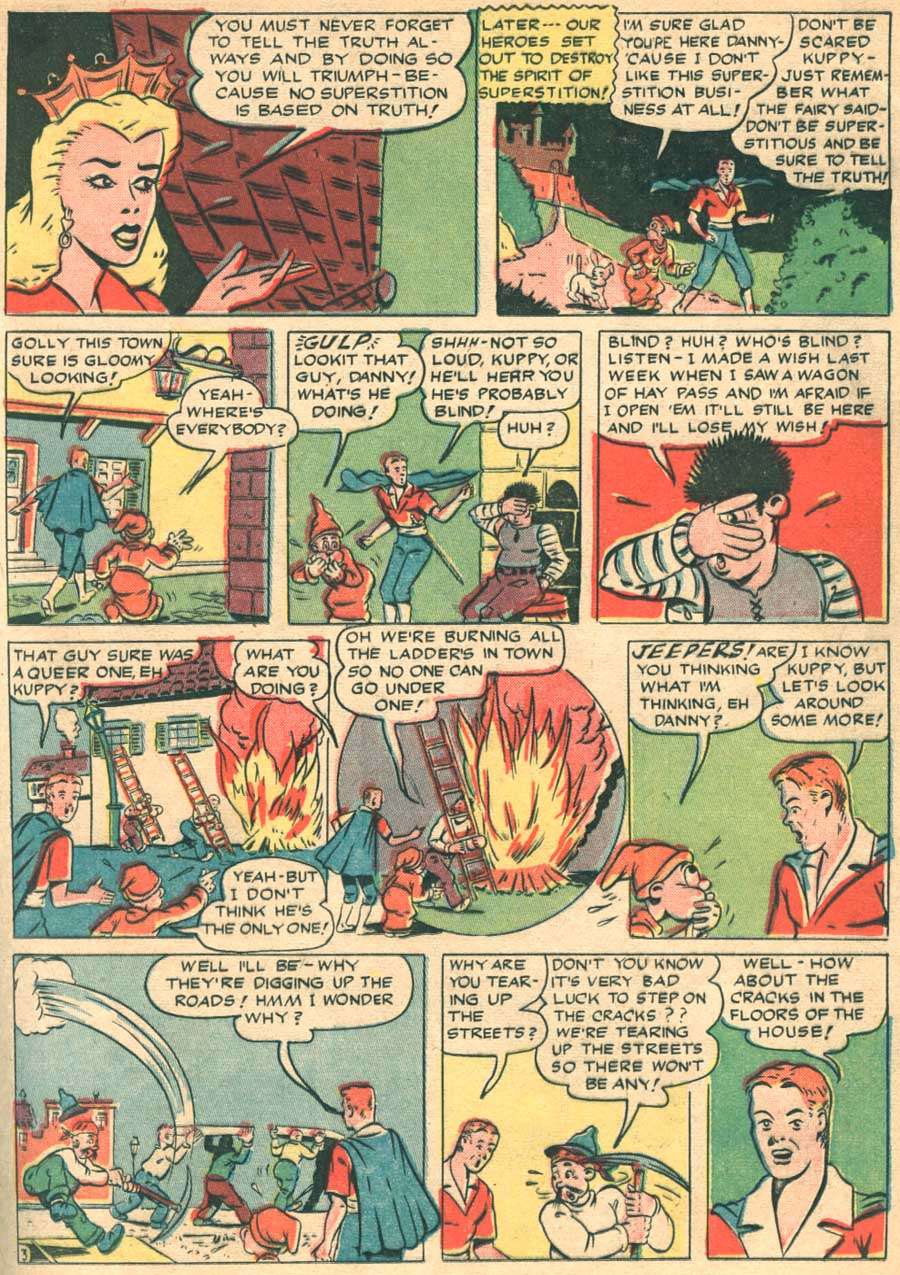 YOU MUST NEVER FORGET
TO TELL THE TRUTH AL-
WAYS AND BY DOING SO
YOU WILL TRIUMPH-BE-
CAUSE NO SUPERSTITION
IS BASED ON TRUTH!
LATER--- OUR
HEROES SET
OUT TO DESTROY
THE SPIRIT OF
SUPERSTITION!
I'M SURE GLAD
YOU'RE HERE DANNY-
'CAUSE I DON'T
LIKE THIS SUPER-
STITION BUSI-
NESS AT ALL!
DON'T BE
SCARED
KUPPY-
JUST REMEM-
BER WHAT
THE FAIRY SAID-
DON'T BE SUPER-
STITIOUS AND BE
SURE TO TELL
THE TRUTH!
GOLLY THIS TOWN
SURE IS GLOOMY
LOOKING!
YEAH-
WHERE'S
EVERYBODY?
GULP
LOOKIT THAT
GUY, DANNY!
WHAT'S HE
DOING!
SHHH-NOT SO
LOUD, KUPPY, OR
HE'LL HERR YOU
HE'S PROBABLY
BLIND!
HUH?
BLIND? HUH? WHO'S BLIND?
LISTEN- I MADE A WISH LAST
WEEK WHEN I SAW A WAGON
OF HAY PASS AND I'M AFRAID IF
I OPEN 'EM IT'LL STILL BE HERE
AND I'LL LOSE MY WISH!
THAT GUY SURE WAS
A QUEER ONE, EH
KUPPY?
WHAT
ARE YOU
DOING?
YEAH-BUT
I DON'T
THINK HE'S
THE ONLY ONE!
OH WE'RE BURNING ALL
THE LADDER'S IN TOWN
SO NO ONE CAN
GO UNDER
ONE!
JEEPERS! ARE
YOU THINKING
WHAT I'M
THINKING, EH
DANNY?
I KNOW
KUPPY, BUT
LET'S LOOK
AROUND
SOME MORE!
WELL I'LL BE-WHY
THEY'RE DIGGING UP THE
ROADS! HMM I WONDER
WHY?
3
WHY ARE
YOU TEAR-
ING UP
THE
STREETS?
DON'T YOU KNOW
IT'S VERY BAD
LUCK TO STEP ON
THE CRACKS??
WE'RE TEARING
UP THE STREETS
SO THERE WON'T
BE ANY!
WELL-HOW
ABOUT THE
CRACKS IN THE
FLOORS OF THE
HOUSE!